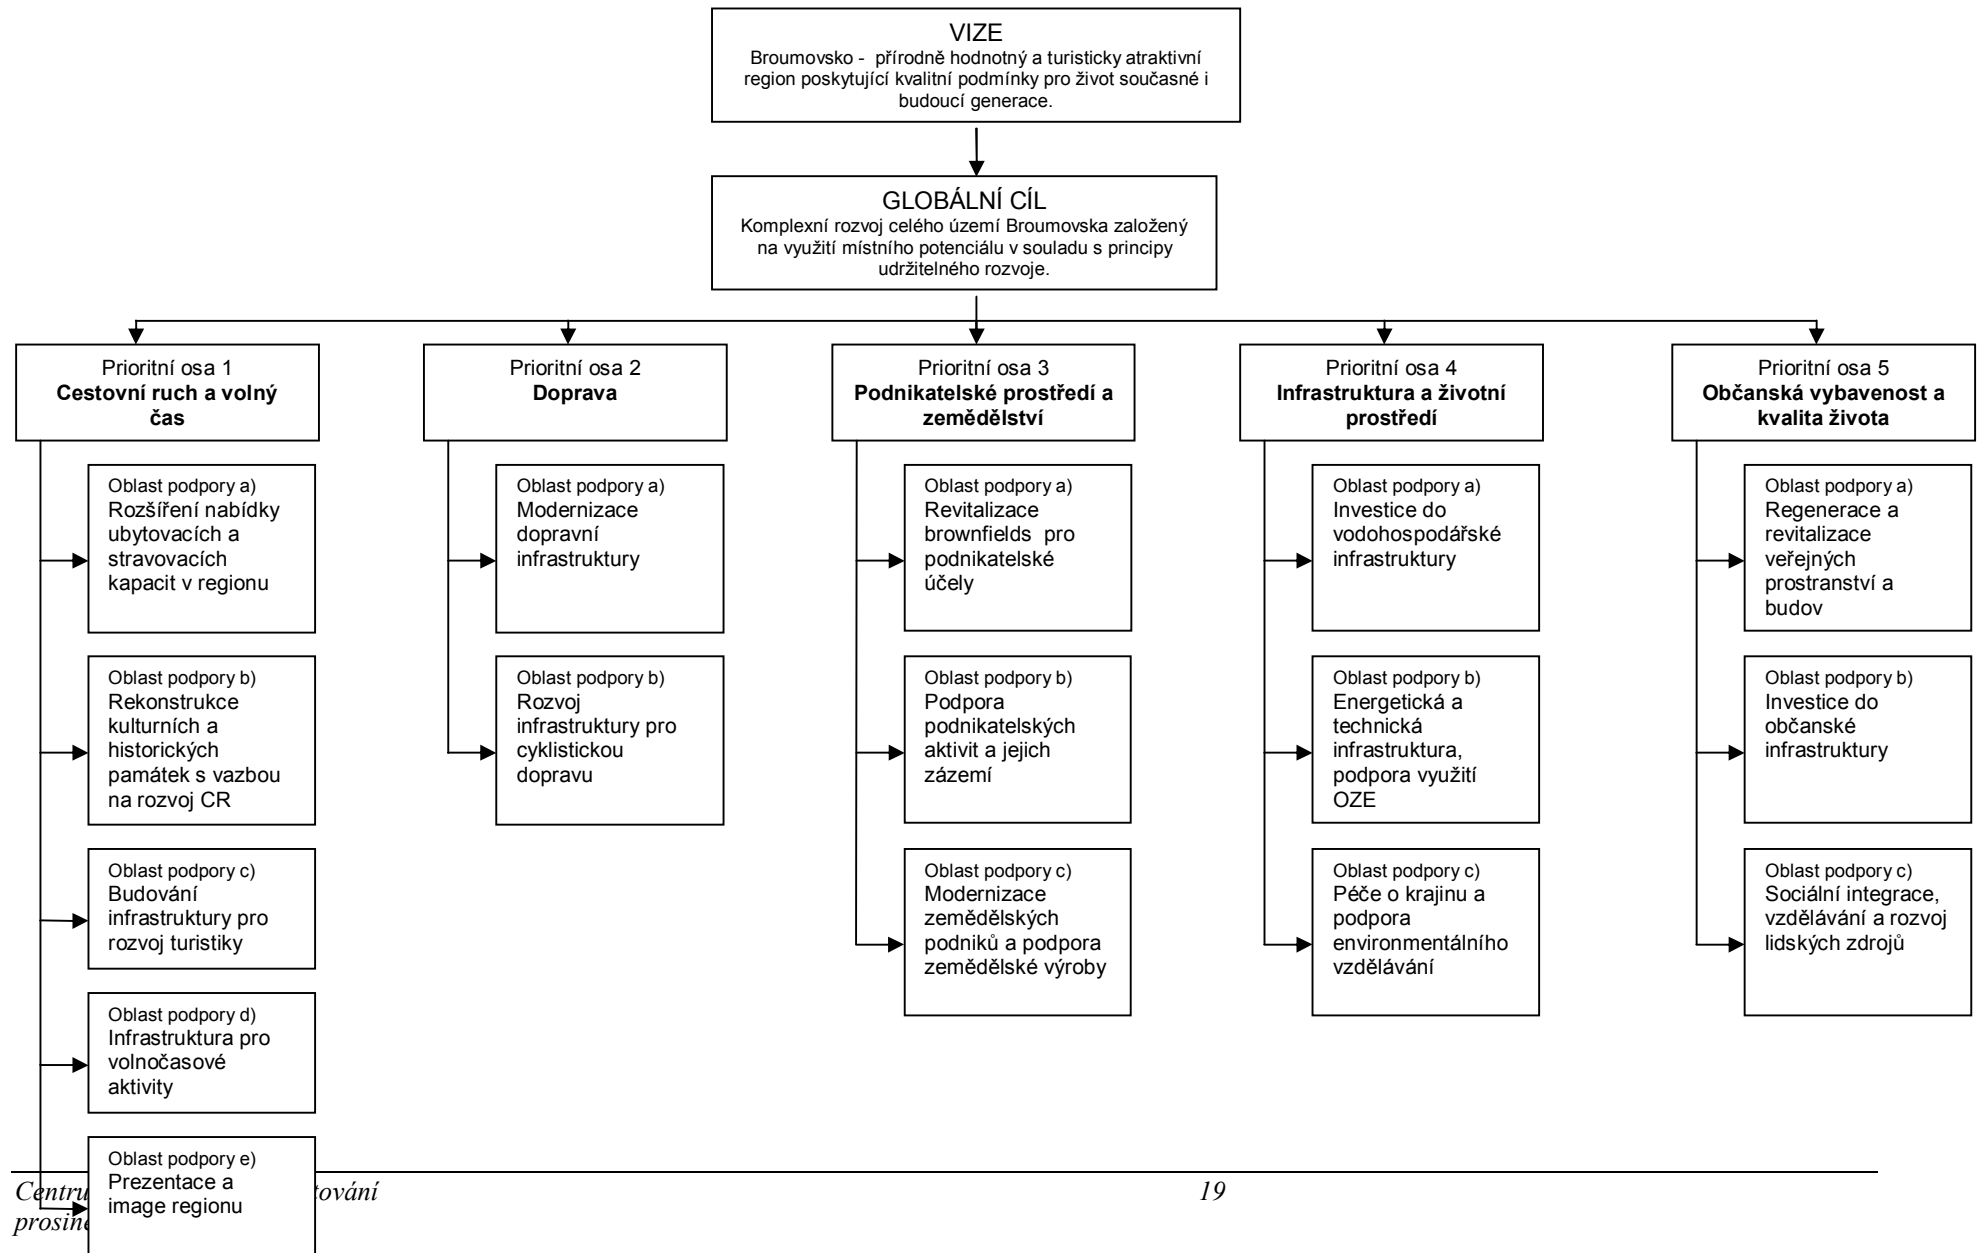 VIZE
Broumovsko - přírodně hodnotný a turisticky atraktivní
region poskytující kvalitní podmínky pro život současné i
budoucí generace.
GLOBÁLNÍ CÍL
Komplexní rozvoj celého území Broumovska založený
na využití místního potenciálu v souladu s principy
udržitelného rozvoje.
Prioritní osa 1
Cestovní ruch a volný
čas
Oblast podpory a)
Rozšíření nabídky
ubytovacích a
stravovacích
kapacit v regionu
Oblast podpory b)
Rekonstrukce
kulturních a
historických
památek s vazbou
na rozvoj CR
Oblast podpory c)
Budování
infrastruktury pro
rozvoj turistiky
Oblast podpory d)
Infrastruktura pro
volnočasové
aktivity
Oblast podpory e)
Prezentace a
image regionu
Prioritní osa 2
Doprava
Oblast podpory a)
Modernizace
dopravní
infrastruktury
Oblast podpory b)
Rozvoj
infrastruktury pro
cyklistickou
dopravu
Prioritní osa 3
Podnikatelské prostředí a
zemědělství
Oblast podpory a)
Revitalizace
brownfields pro
podnikatelské
účely
Oblast podpory b)
Podpora
podnikatelských
aktivit a jejich
zázemí
Oblast podpory c)
Modernizace
zemědělských
podniků a podpora
zemědělské výroby
Prioritní osa 4
Infrastruktura a životní
prostředí
Oblast podpory a)
Investice do
vodohospodářské
infrastruktury
Oblast podpory b)
Energetická a
technická
infrastruktura,
podpora využití
OZE
Oblast podpory c)
Péče o krajinu a
podpora
environmentálního
vzdělávání
Prioritní osa 5
Občanská vybavenost a
kvalita života
Oblast podpory a)
Regenerace a
revitalizace
veřejných
prostranství a
budov
Oblast podpory b)
Investice do
občanské
infrastruktury
Oblast podpory c)
Sociální integrace,
vzdělávání a rozvoj
lidských zdrojů
19